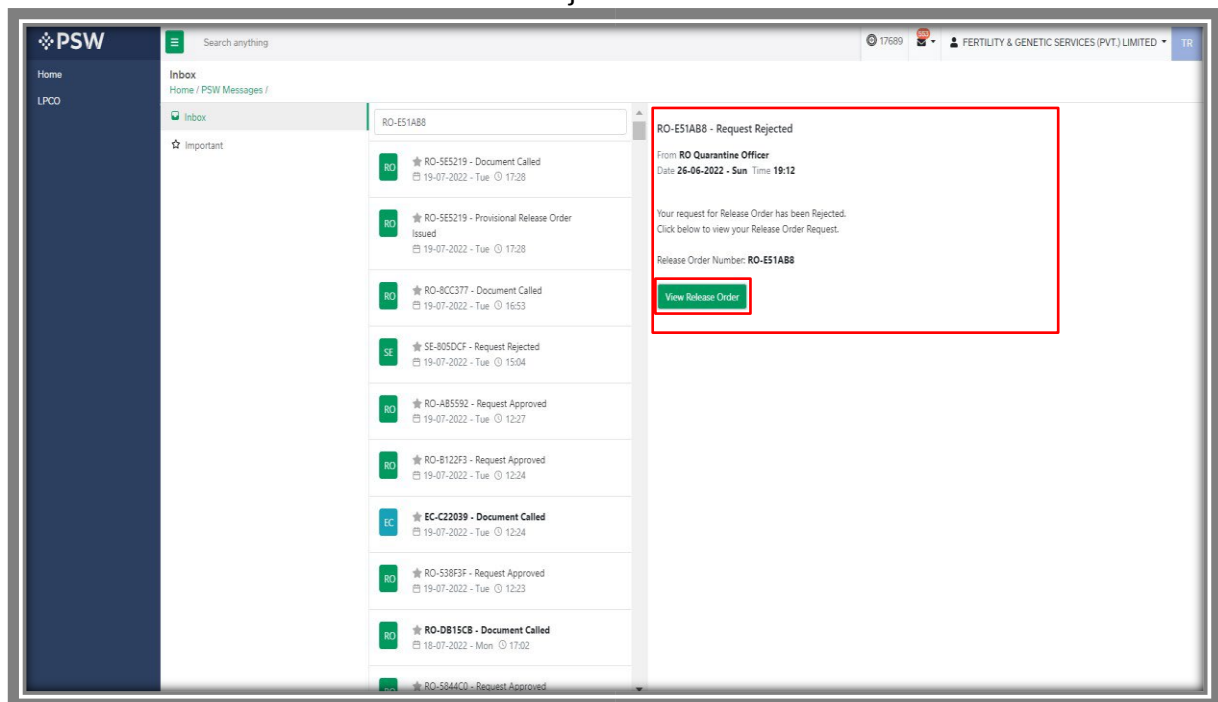 PSW
Search anything
17689
553
FERTILITY & GENETIC SERVICES (PVT.) LIMITED
TR
Home
LPCO
Inbox
Home / PSW Messages /
Inbox
Important
RO-E51AB8
RO
RO-5E5219 - Document Called
19-07-2022 - Tue 17:28
RO
RO-5E5219 - Provisional Release Order
Issued
19-07-2022 - Tue 17:28
RO
RO-8CC377 - Document Called
19-07-2022 - Tue 16:53
SE
SE-805DCF - Request Rejected
19-07-2022 - Tue 15:04
RO
RO-AB5592 - Request Approved
19-07-2022 - Tue 12:27
RO
RO-B122F3 - Request Approved
19-07-2022 - Tue 12:24
EC
EC-C22039 - Document Called
19-07-2022 - Tue 12:24
RO
RO-538F3F - Request Approved
19-07-2022 - Tue 12:23
RO
RO-DB15CB - Document Called
18-07-2022 - Mon 17:02
RO-5844C0 - Request Approved
RO-E51AB8 - Request Rejected
From RO Quarantine Officer
Date 26-06-2022 - Sun Time 19:12
Your request for Release Order has been Rejected.
Click below to view your Release Order Request.
Release Order Number: RO-E51AB8
View Release Order